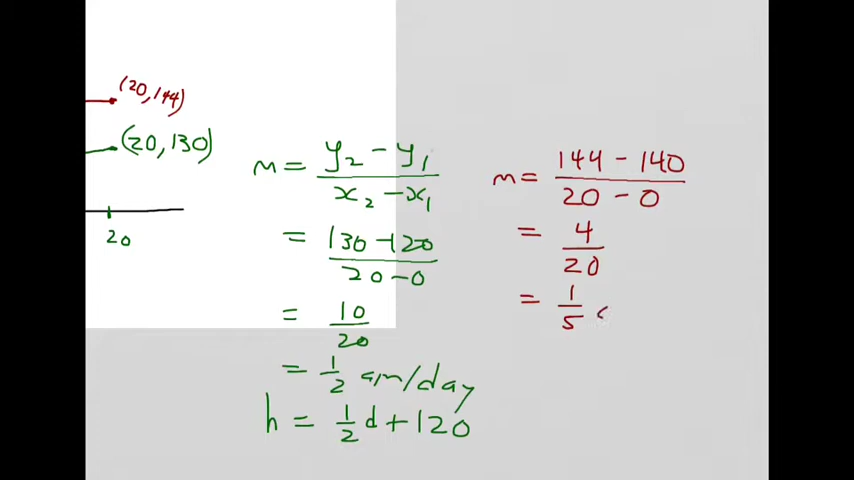 (20,144)
(20,130)
20
m = y₂ - y₁ / x₂ - x₁
= 130 - 120 / 20 - 0
= 10 / 20
= 1/2 cm/day
h = 1/2 d + 120
m = 144 - 140 / 20 - 0
= 4 / 20
= 1/5 c